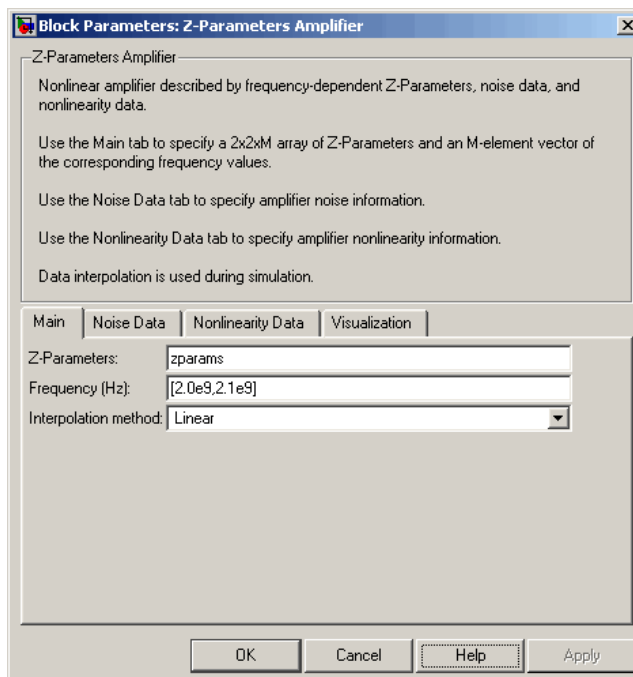 Block Parameters: Z-Parameters Amplifier
Z-Parameters Amplifier
Nonlinear amplifier described by frequency-dependent Z-Parameters, noise data, and
nonlinearity data.
Use the Main tab to specify a 2x2xM array of Z-Parameters and an M-element vector of
the corresponding frequency values.
Use the Noise Data tab to specify amplifier noise information.
Use the Nonlinearity Data tab to specify amplifier nonlinearity information.
Data interpolation is used during simulation.
Main Noise Data Nonlinearity Data Visualization
Z-Parameters: zparams
Frequency (Hz): [2.0e9,2.1e9]
Interpolation method: Linear
OK Cancel Help Apply